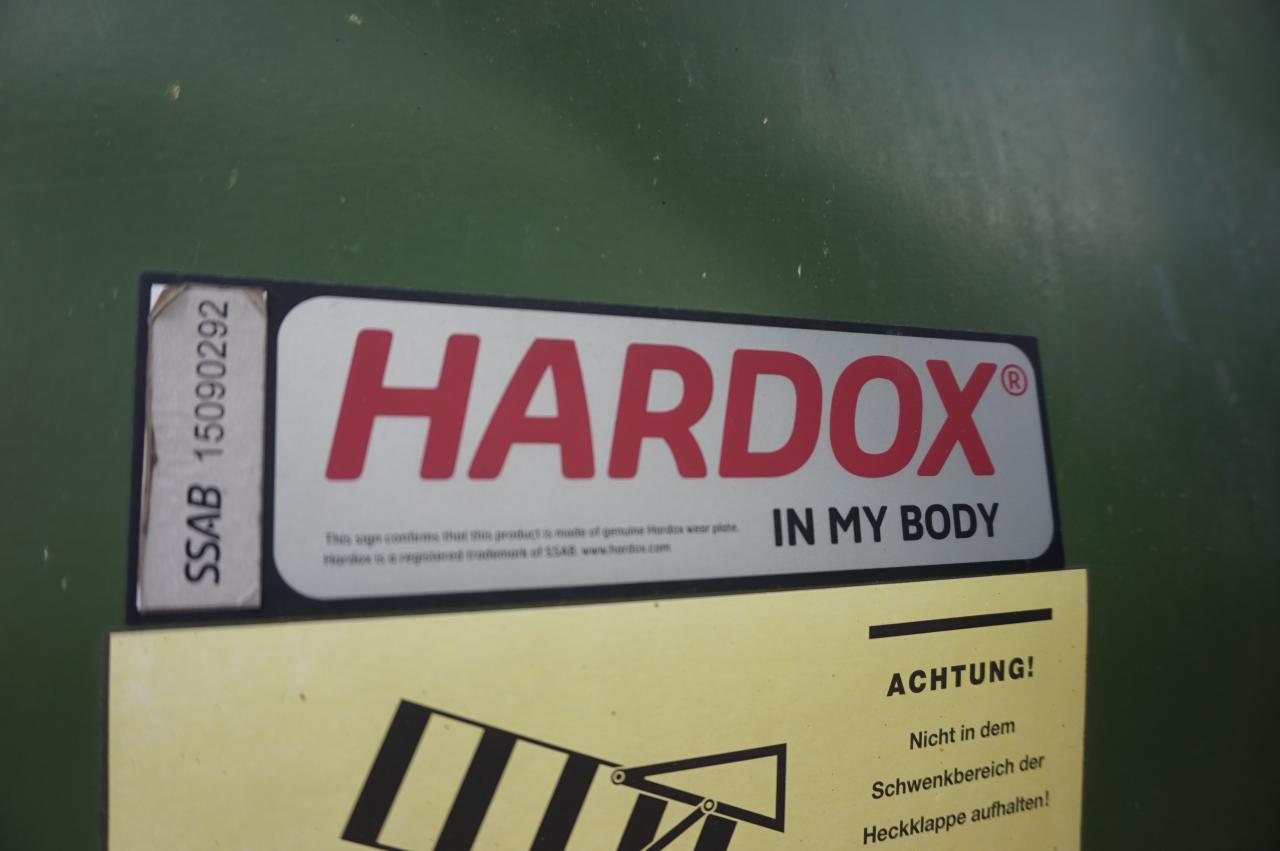 SSAB 15090292
HARDOX®
IN MY BODY
This sign confirms that this product is made of genuine Hardox wear plate.
Hardox is a registered trademark of SSAB. www.hardox.com
ACHTUNG!
Nicht in dem
Schwenkbereich der
Heckklappe aufhalten!